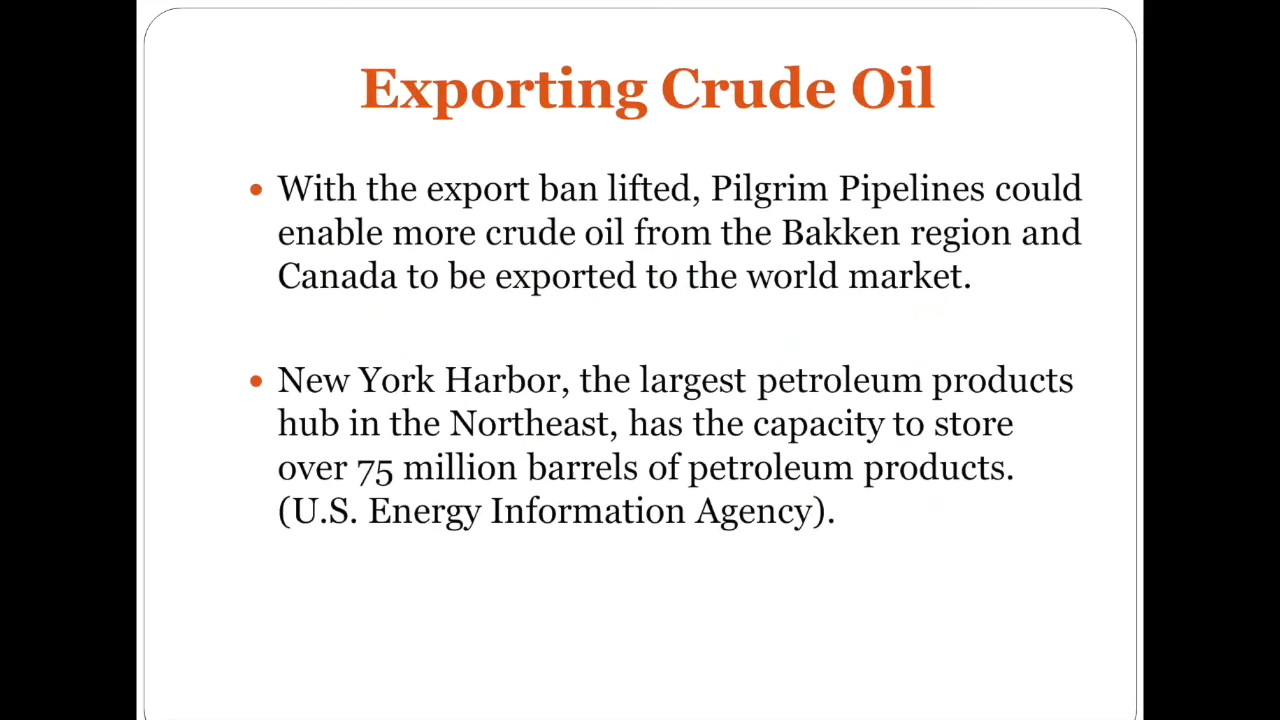 Exporting Crude Oil
• With the export ban lifted, Pilgrim Pipelines could
enable more crude oil from the Bakken region and
Canada to be exported to the world market.
• New York Harbor, the largest petroleum products
hub in the Northeast, has the capacity to store
over 75 million barrels of petroleum products.
(U.S. Energy Information Agency).